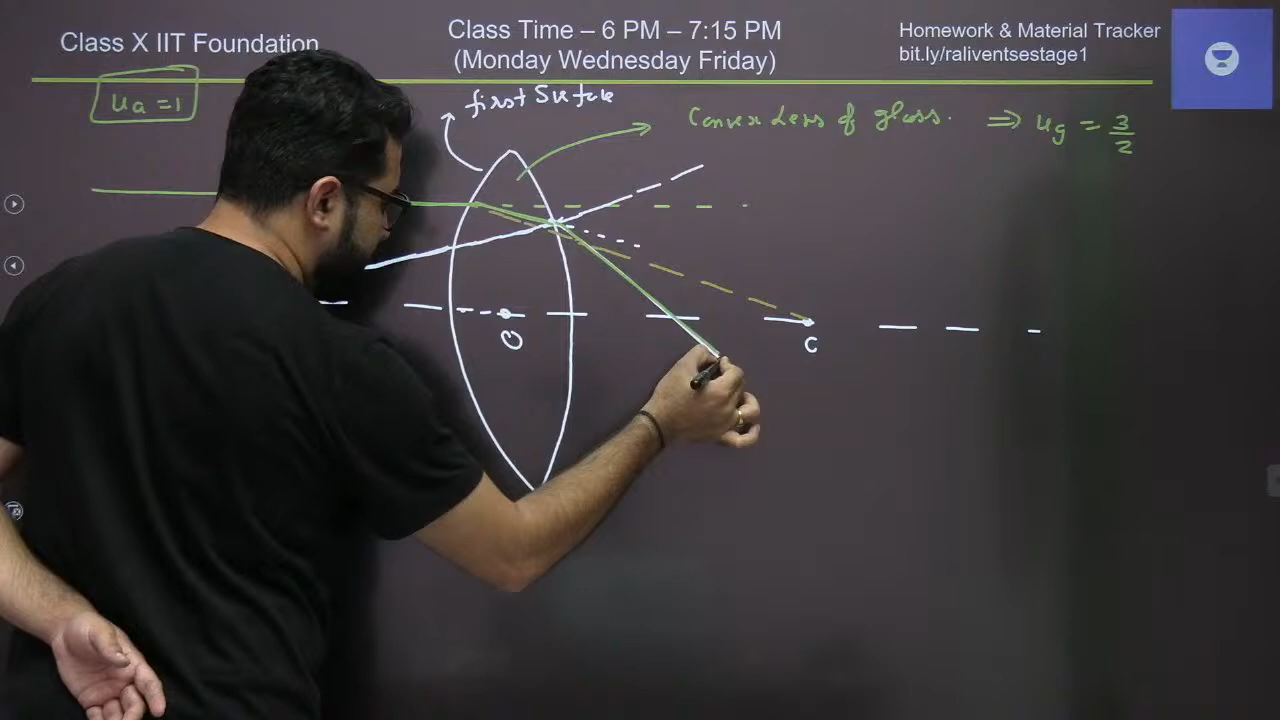 Class X IIT Foundation
Class Time – 6 PM – 7:15 PM
(Monday Wednesday Friday)
Homework & Material Tracker
bit.ly/raliventsestage1
ua = 1
first Surface
Convex Lens of glass. ⇒ ug = 3/2
O
C